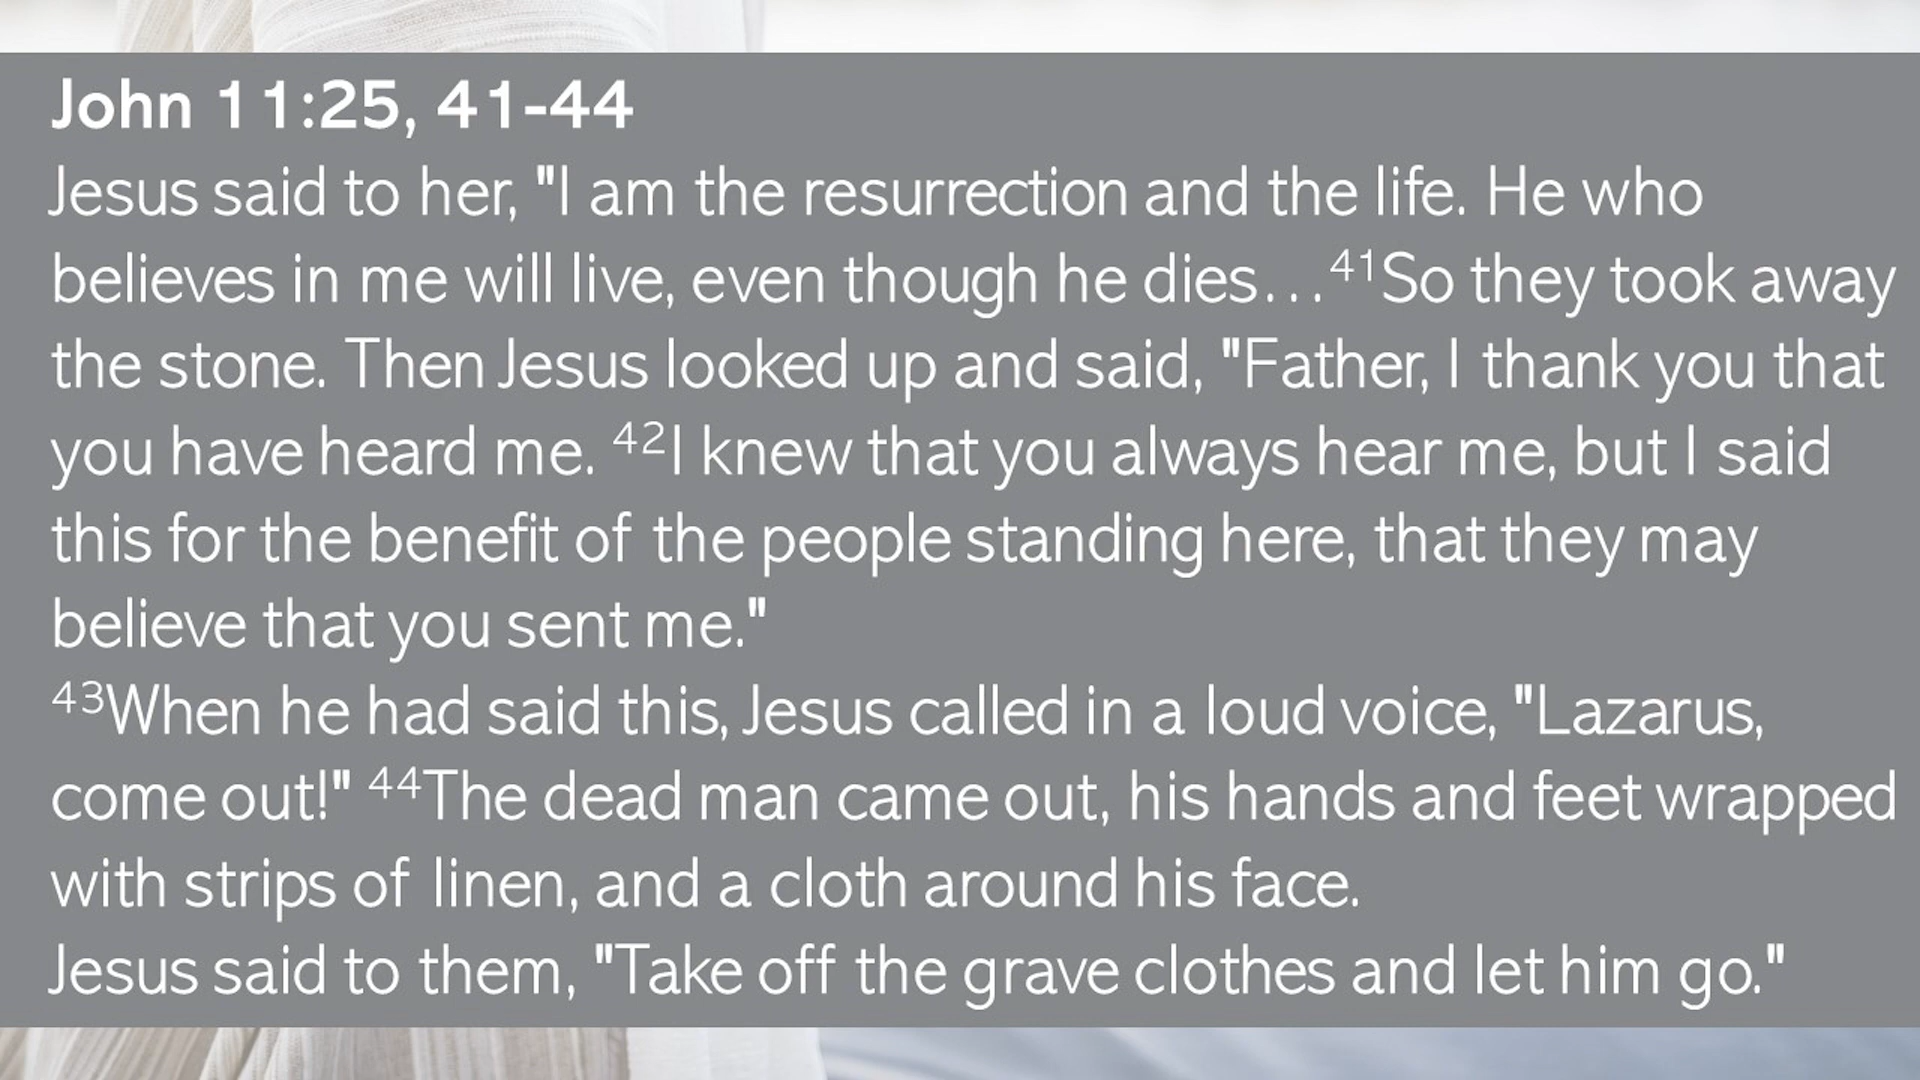 John 11:25, 41-44
Jesus said to her, "I am the resurrection and the life. He who
believes in me will live, even though he dies…⁴¹So they took away
the stone. Then Jesus looked up and said, "Father, I thank you that
you have heard me. ⁴²I knew that you always hear me, but I said
this for the benefit of the people standing here, that they may
believe that you sent me."
⁴³When he had said this, Jesus called in a loud voice, "Lazarus,
come out!" ⁴⁴The dead man came out, his hands and feet wrapped
with strips of linen, and a cloth around his face.
Jesus said to them, "Take off the grave clothes and let him go."